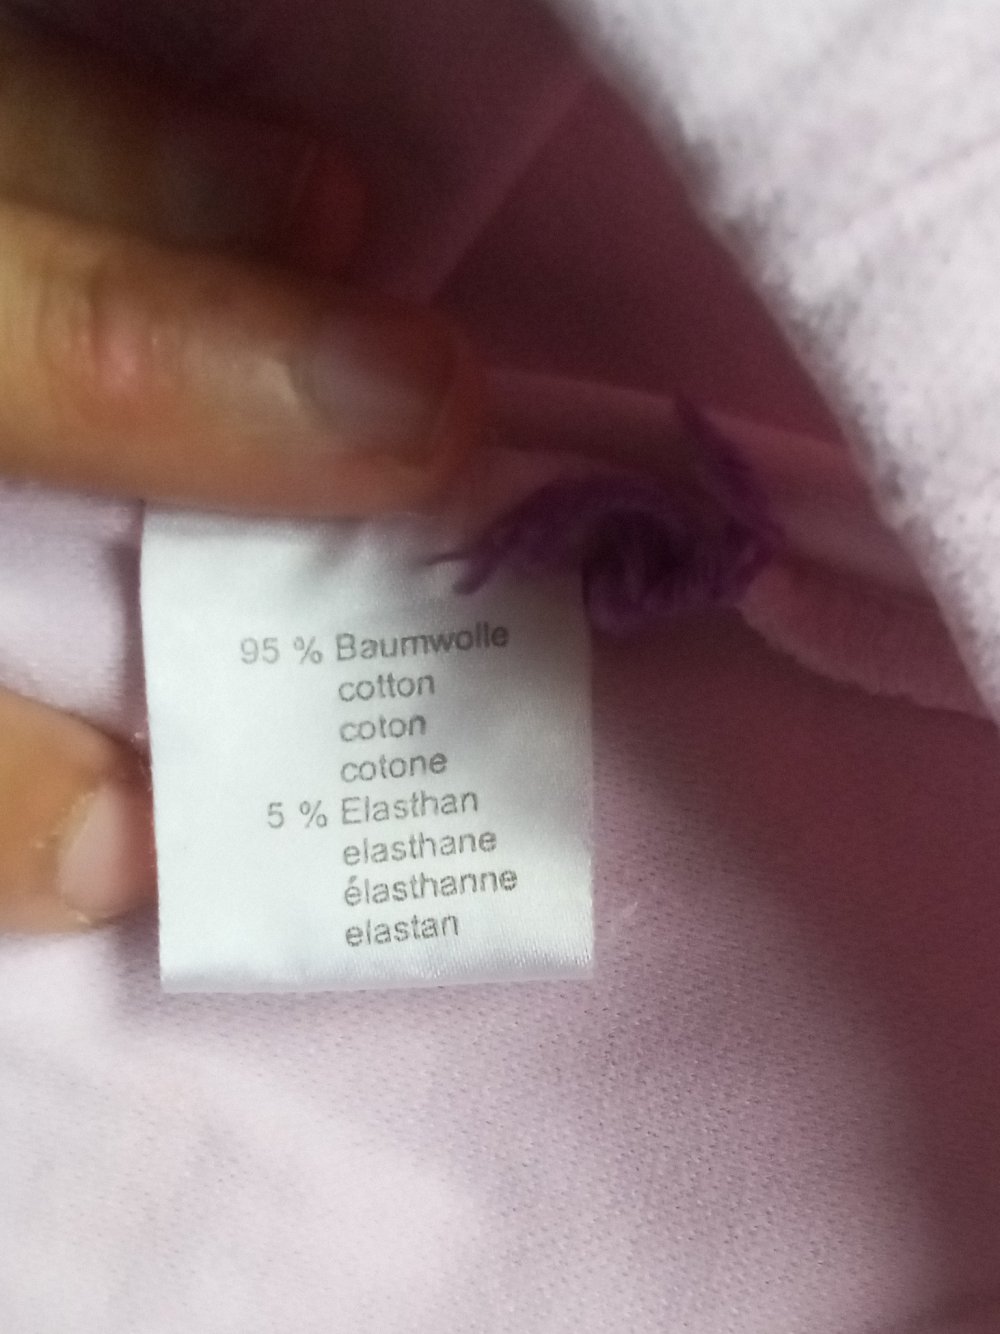 95 % Baumwolle
cotton
coton
cotone
5 % Elasthan
elasthane
élasthanne
elastan